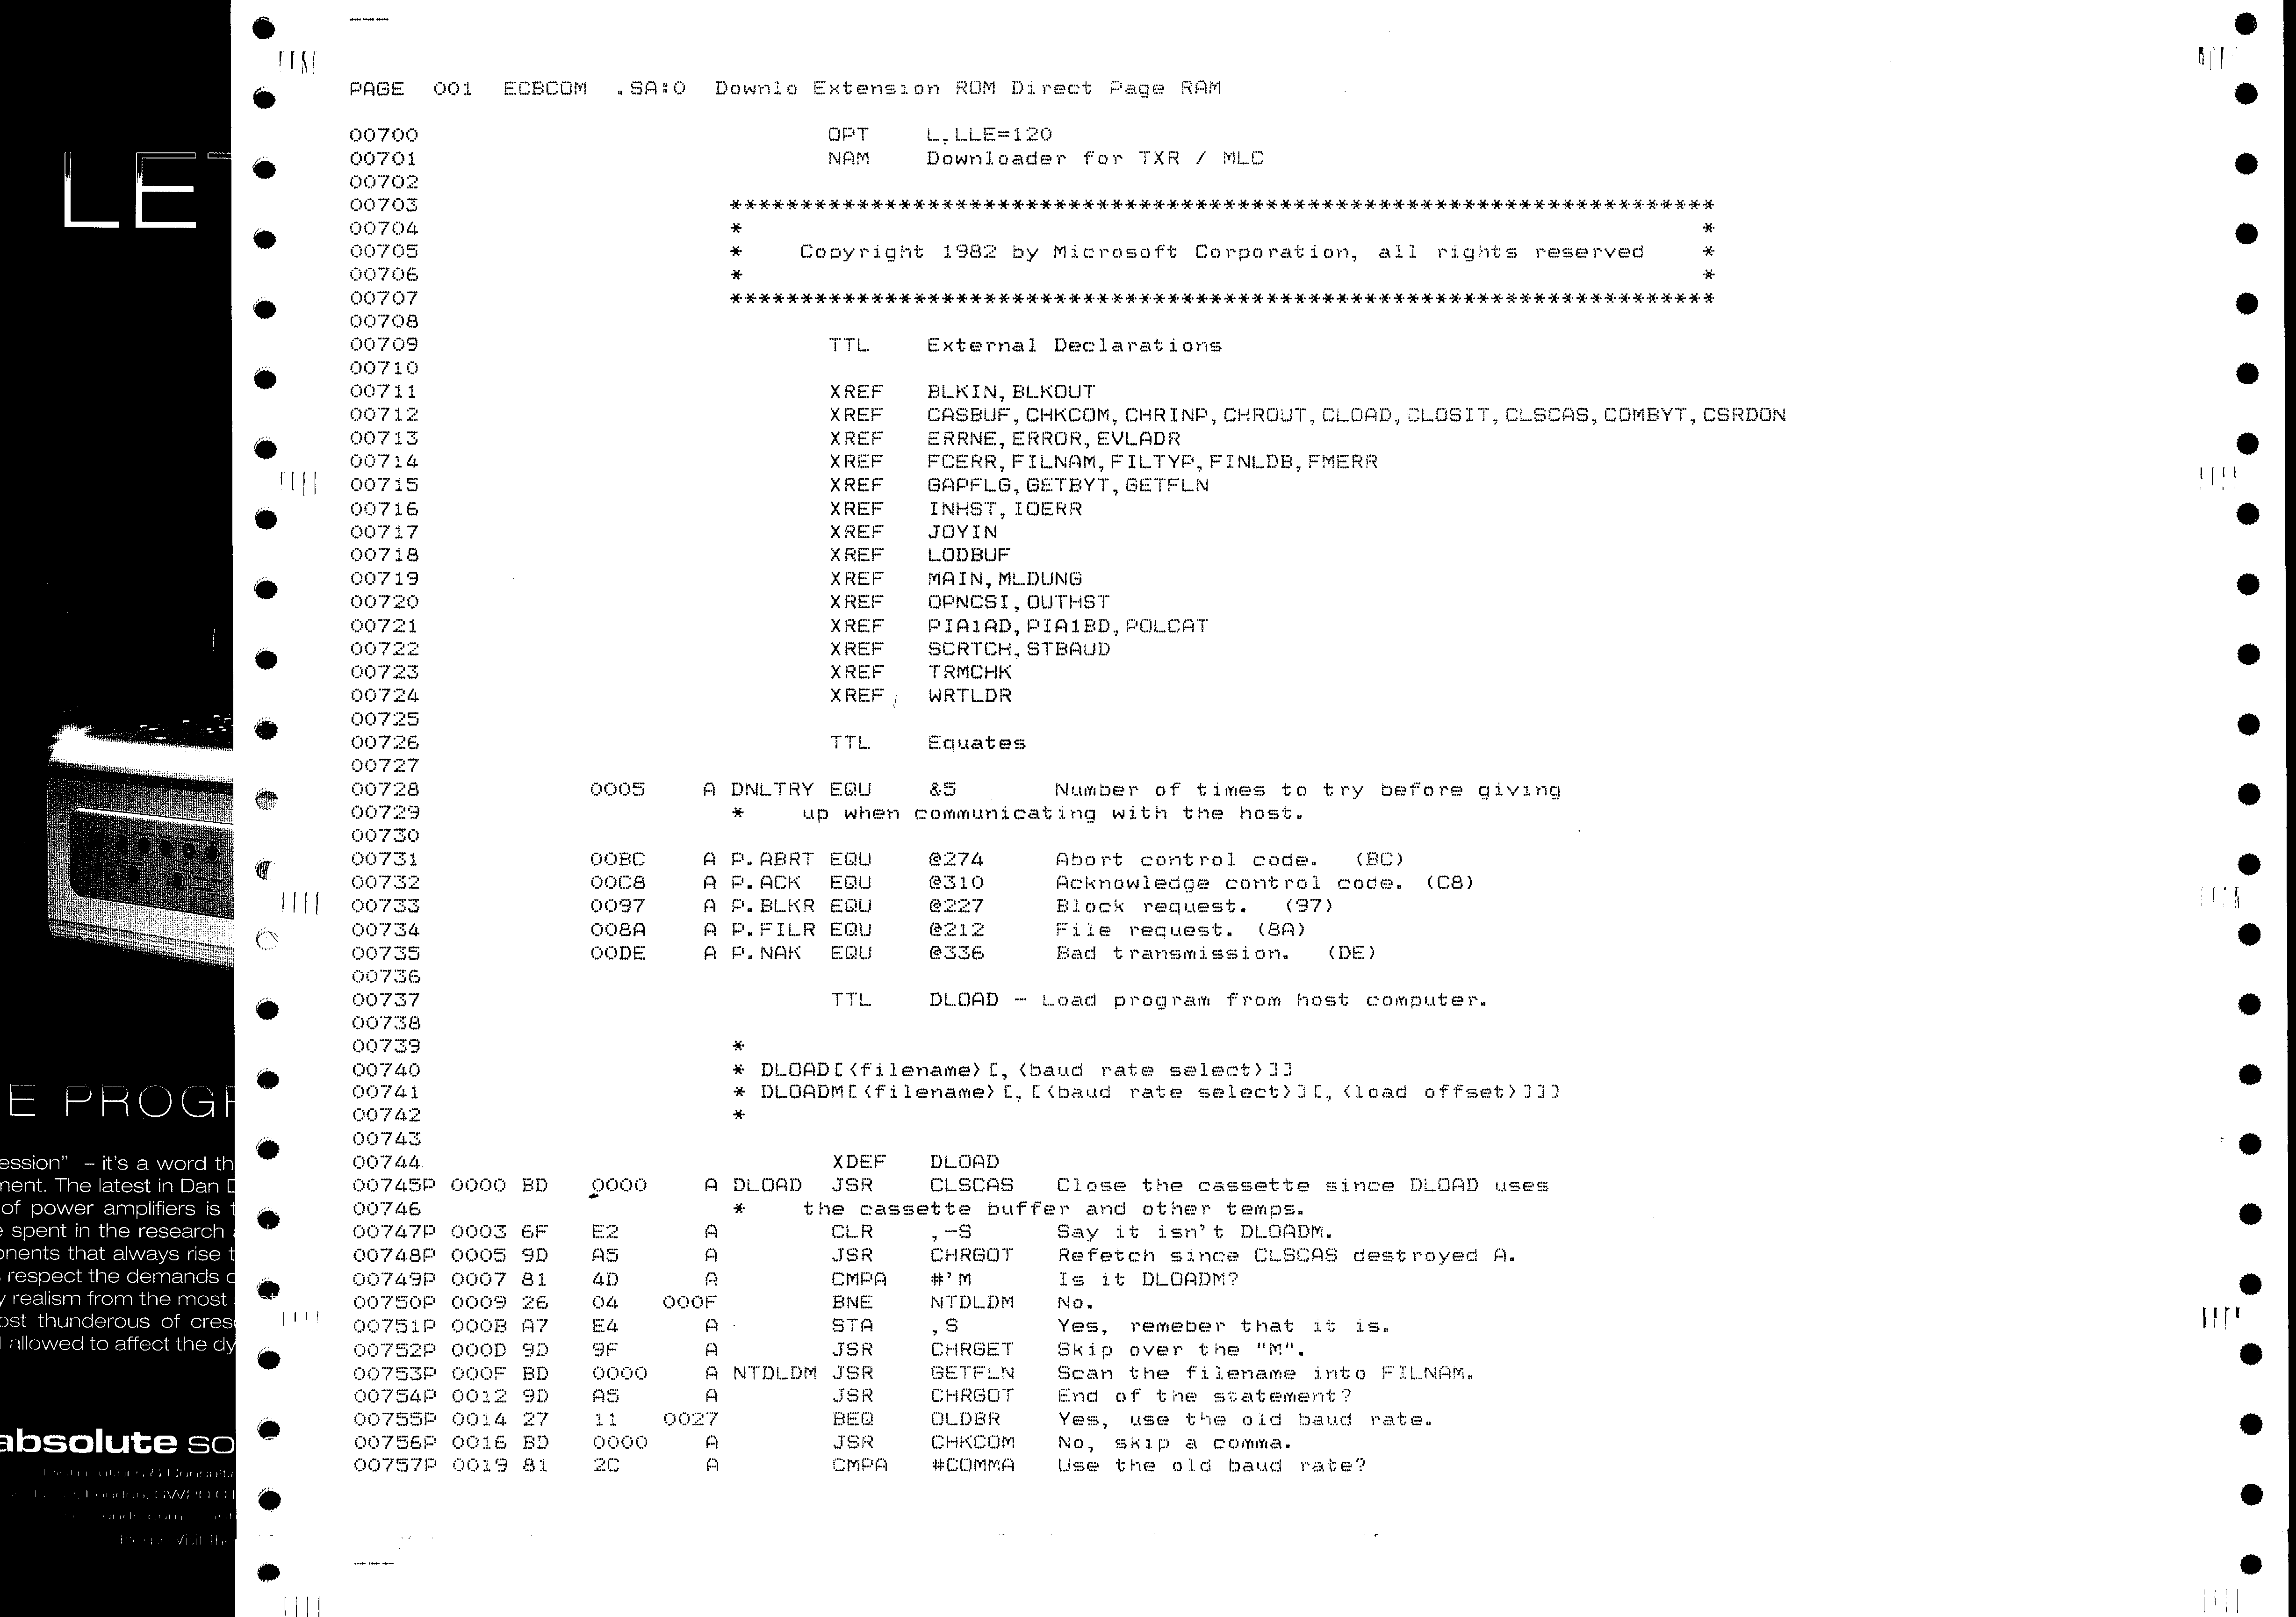 PAGE 001 ECBCOM .SA:0 Downlo Extension ROM Direct Page RAM
00700 OPT L,LLE=120
00701 NAM Downloader for TXR / MLC
00702
00703 **********************************************************************
00704 * *
00705 * Copyright 1982 by Microsoft Corporation, all rights reserved *
00706 * *
00707 **********************************************************************
00708
00709 TTL External Declarations
00710
00711 XREF BLKIN,BLKOUT
00712 XREF CASBUF,CHKCOM,CHRINP,CHROUT,CLOAD,CLOSIT,CLSCAS,COMBYT,CSRDON
00713 XREF ERRNE,ERROR,EVLADR
00714 XREF FCERR,FILNAM,FILTYP,FINLDB,FMERR
00715 XREF GAPFLG,GETBYT,GETFLN
00716 XREF INHST,IOERR
00717 XREF JOYIN
00718 XREF LODBUF
00719 XREF MAIN,MLDUNG
00720 XREF OPNCSI,OUTHST
00721 XREF PIA1AD,PIA1BD,POLCAT
00722 XREF SCRTCH,STBAUD
00723 XREF TRMCHK
00724 XREF WRTLDR
00725
00726 TTL Equates
00727
00728 0005 A DNLTRY EQU &5 Number of times to try before giving
00729 * up when communicating with the host.
00730
00731 00BC A P.ABRT EQU @274 Abort control code. (BC)
00732 00C8 A P.ACK EQU @310 Acknowledge control code. (C8)
00733 0097 A P.BLKR EQU @227 Block request. (97)
00734 008A A P.FILR EQU @212 File request. (8A)
00735 00DE A P.NAK EQU @336 Bad transmission. (DE)
00736
00737 TTL DLOAD - Load program from host computer.
00738
00739 *
00740 * DLOAD[<filename>[,<baud rate select>]]
00741 * DLOADM[<filename>[,[<baud rate select>][,<load offset>]]]
00742 *
00743
00744 XDEF DLOAD
00745P 0000 BD 0000 A DLOAD JSR CLSCAS Close the cassette since DLOAD uses
00746 * the cassette buffer and other temps.
00747P 0003 6F E2 A CLR ,-S Say it isn't DLOADM.
00748P 0005 9D A5 A JSR CHRGOT Refetch since CLSCAS destroyed A.
00749P 0007 81 4D A CMPA #'M Is it DLOADM?
00750P 0009 26 04 000F BNE NTDLDM No.
00751P 000B A7 E4 A STA ,S Yes, remeber that it is.
00752P 000D 9D 9F A JSR CHRGET Skip over the "M".
00753P 000F BD 0000 A NTDLDM JSR GETFLN Scan the filename into FILNAM.
00754P 0012 9D A5 A JSR CHRGOT End of the statement?
00755P 0014 27 11 0027 BEQ OLDBR Yes, use the old baud rate.
00756P 0016 BD 0000 A JSR CHKCOM No, skip a comma.
00757P 0019 81 2C A CMPA #COMMA Use the old baud rate?
LET
E PROGR
ession" – it's a word th
ment. The latest in Dan D
of power amplifiers is t
spent in the research
onents that always rise t
respect the demands
y realism from the most
ost thunderous of cres
allowed to affect the dy
absolute so
London, SW